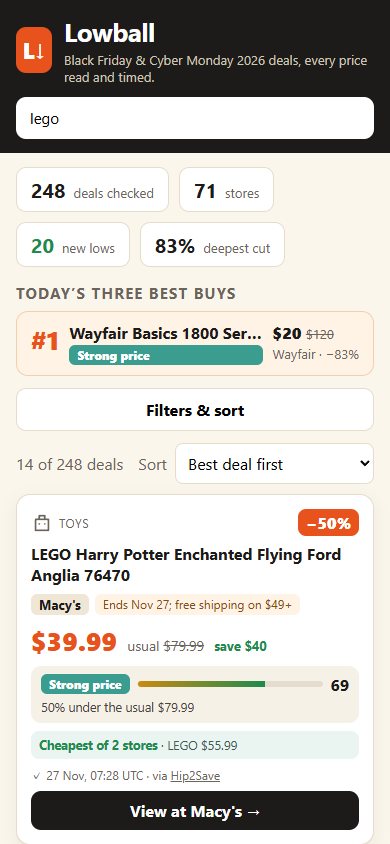 L↓
Lowball
Black Friday & Cyber Monday 2026 deals, every price
read and timed.
lego
248 deals checked
71 stores
20 new lows
83% deepest cut
TODAY'S THREE BEST BUYS
#1
Wayfair Basics 1800 Ser...
$20 $120
Strong price
Wayfair · −83%
Filters & sort
14 of 248 deals
Sort
Best deal first
TOYS
−50%
LEGO Harry Potter Enchanted Flying Ford
Anglia 76470
Macy's
Ends Nov 27; free shipping on $49+
$39.99 usual $79.99 save $40
Strong price
69
50% under the usual $79.99
Cheapest of 2 stores · LEGO $55.99
✓ 27 Nov, 07:28 UTC · via Hip2Save
View at Macy's →